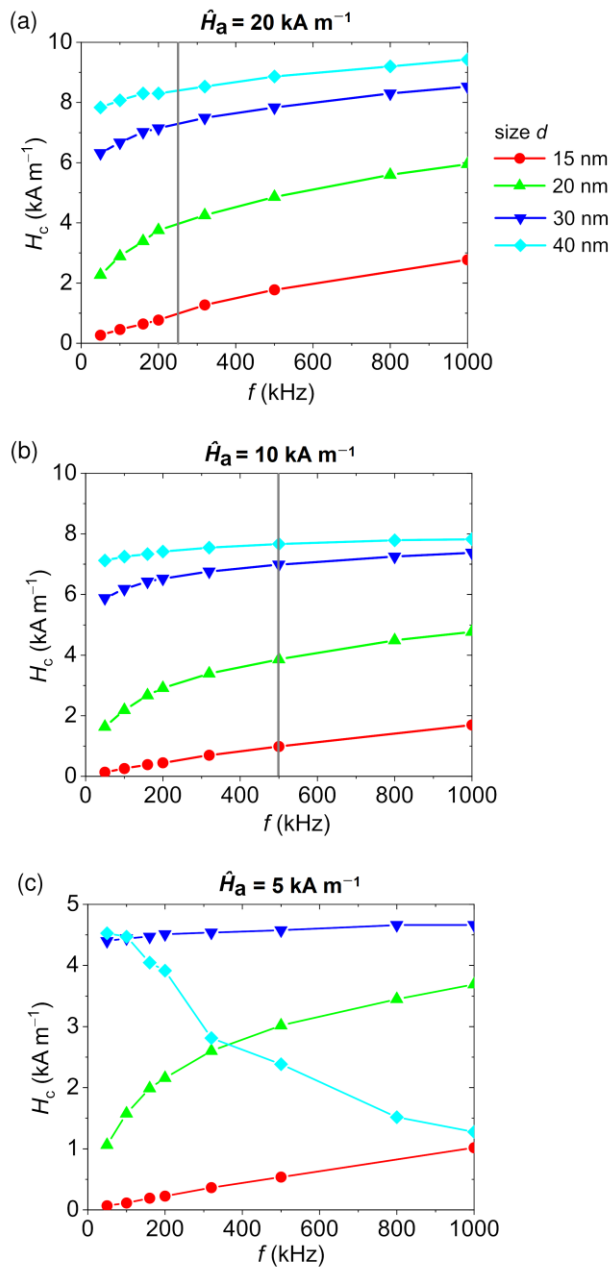 (a)
Ĥa = 20 kA m⁻¹
10
8
6
4
2
0
Hc (kA m⁻¹)
0 200 400 600 800 1000
f (kHz)
size d
15 nm
20 nm
30 nm
40 nm
(b)
Ĥa = 10 kA m⁻¹
10
8
6
4
2
0
Hc (kA m⁻¹)
0 200 400 600 800 1000
f (kHz)
(c)
Ĥa = 5 kA m⁻¹
5
4
3
2
1
0
Hc (kA m⁻¹)
0 200 400 600 800 1000
f (kHz)